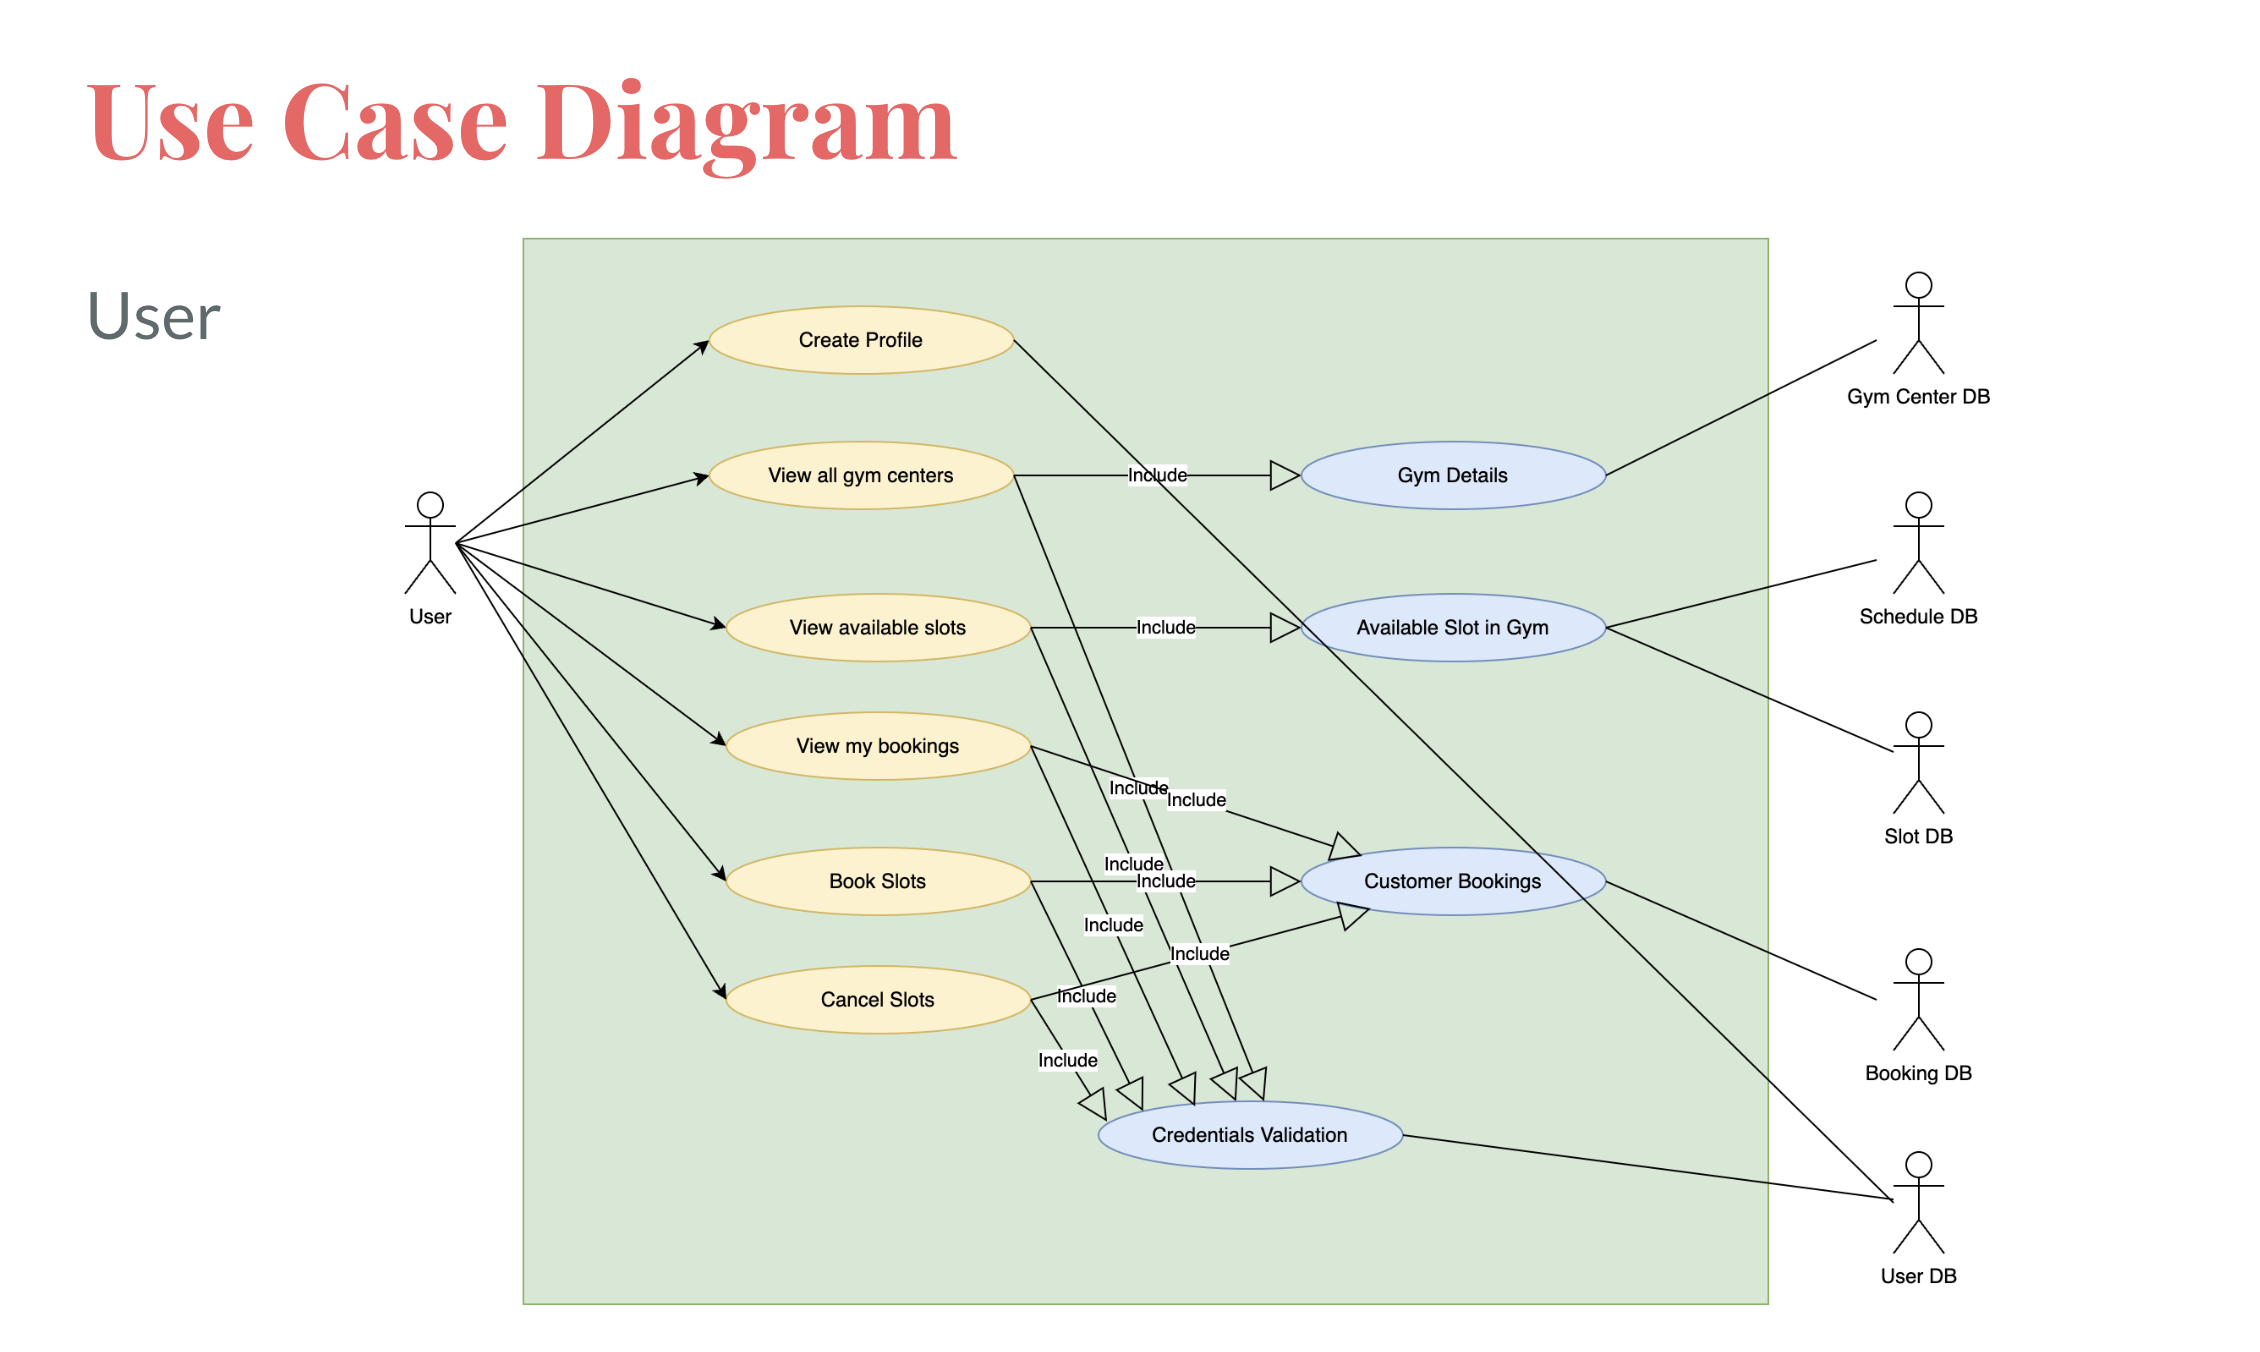 Use Case Diagram
User
Create Profile
View all gym centers
Include
Gym Details
Gym Center DB
User
View available slots
Include
Available Slot in Gym
Schedule DB
View my bookings
Include
Include
Slot DB
Include
Book Slots
Include
Customer Bookings
Include
Include
Cancel Slots
Include
Include
Booking DB
Credentials Validation
User DB